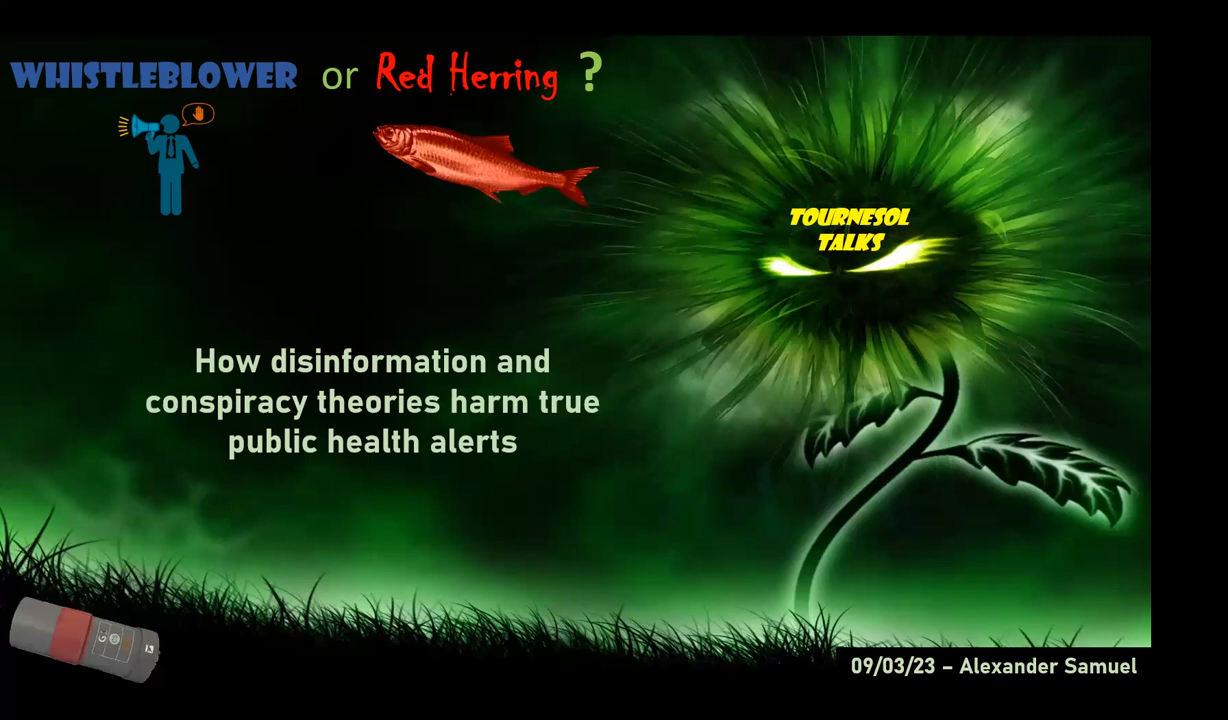 WHISTLEBLOWER or Red Herring ?
TOURNESOL
TALKS
How disinformation and
conspiracy theories harm true
public health alerts
09/03/23 – Alexander Samuel